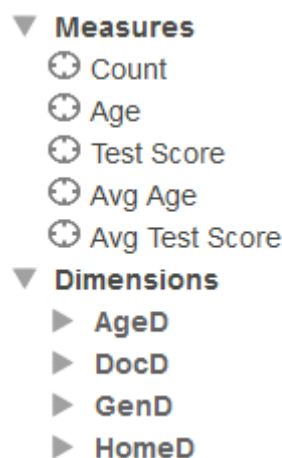 Measures
Count
Age
Test Score
Avg Age
Avg Test Score
Dimensions
AgeD
DocD
GenD
HomeD